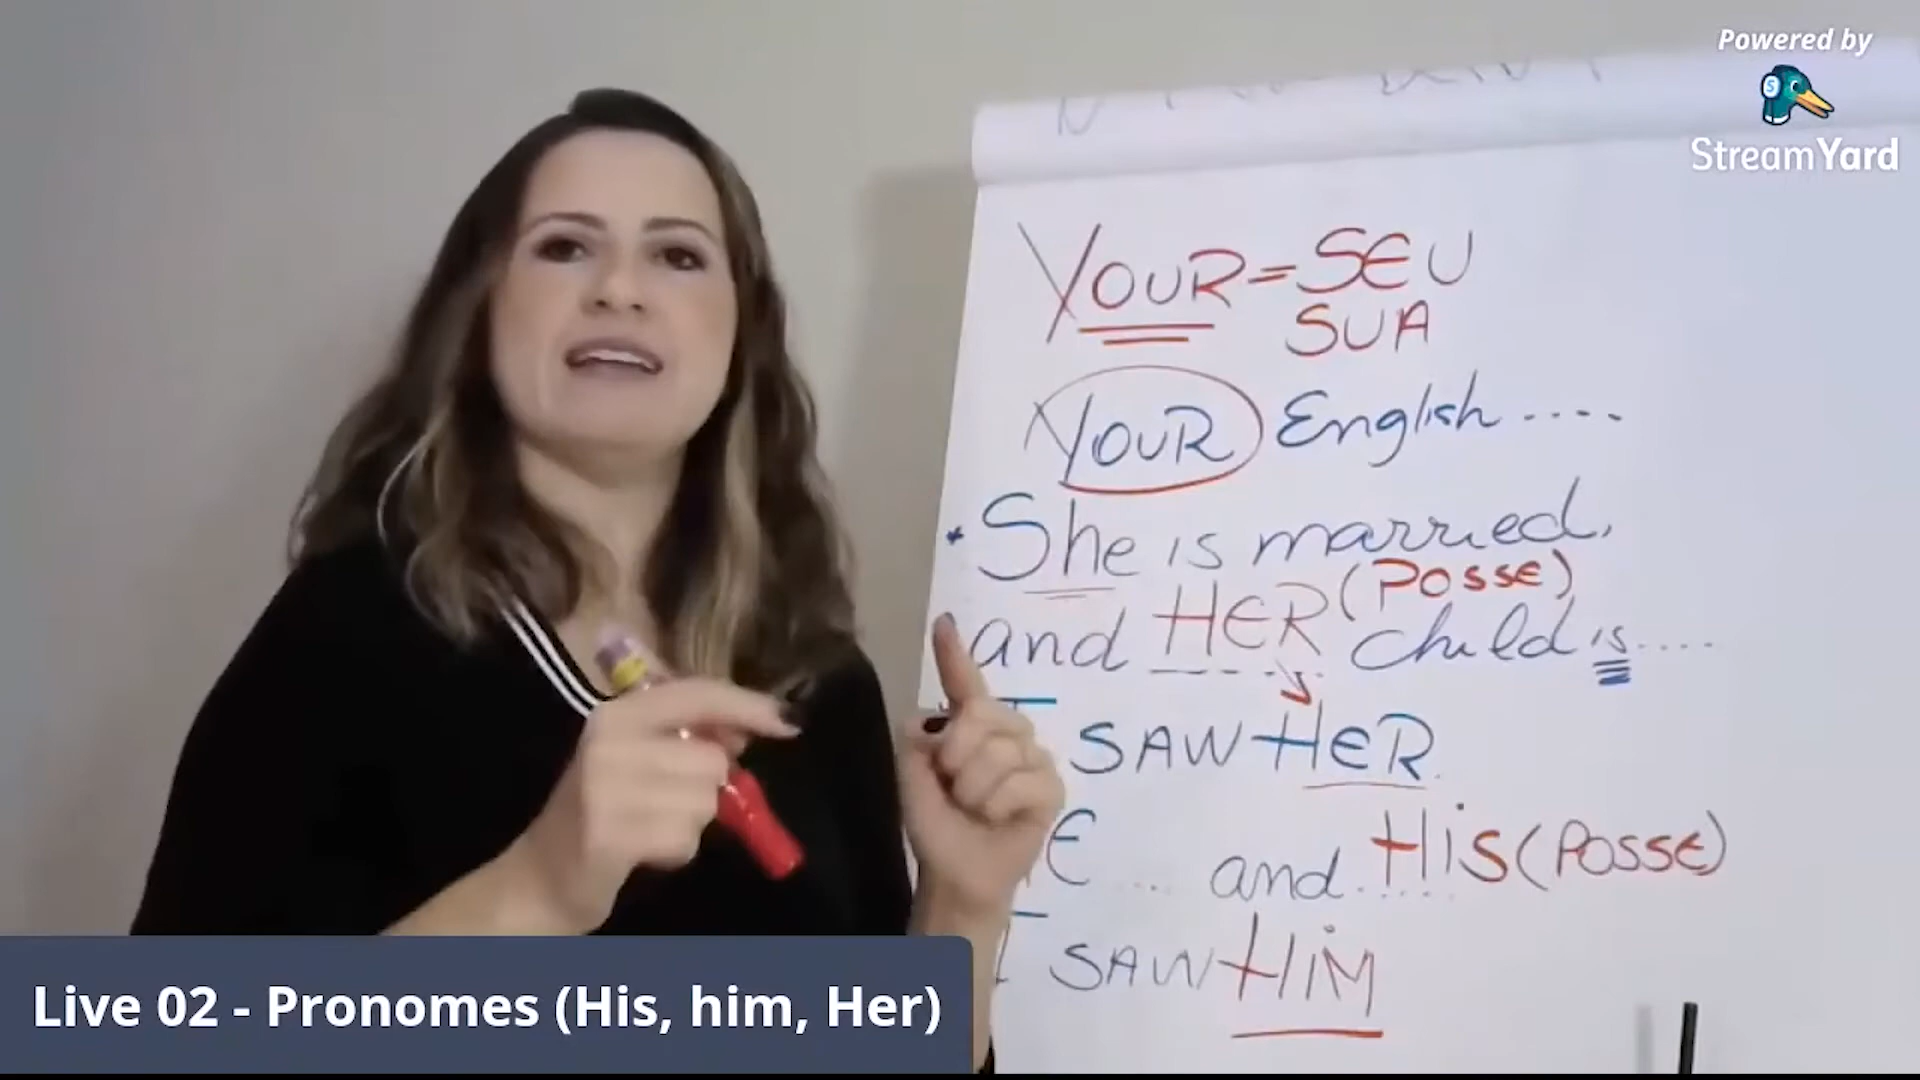 Powered by
StreamYard
YOUR = SEU
SUA
YOUR English ....
* She is married,
and HER (POSSE) child is ....
I SAW HER.
and His (POSSE)
I SAW HIM
Live 02 - Pronomes (His, him, Her)